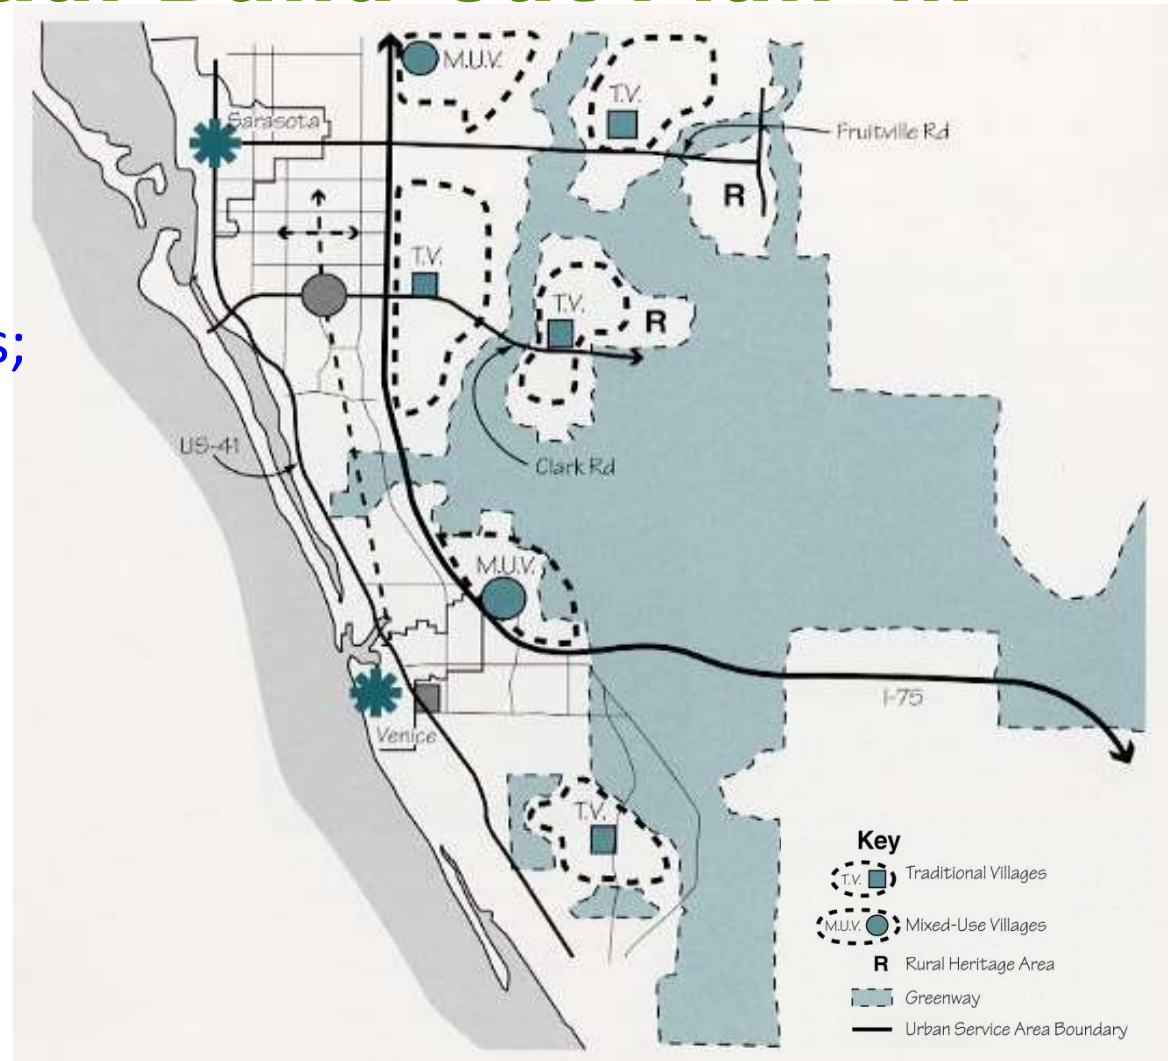 M.U.V.
T.V.
Sarasota
Fruitville Rd
R
T.V.
T.V.
R
s;
US-41
Clark Rd
M.U.V.
I-75
Venice
T.V.
Key
T.V. Traditional Villages
M.U.V. Mixed-Use Villages
R Rural Heritage Area
Greenway
Urban Service Area Boundary